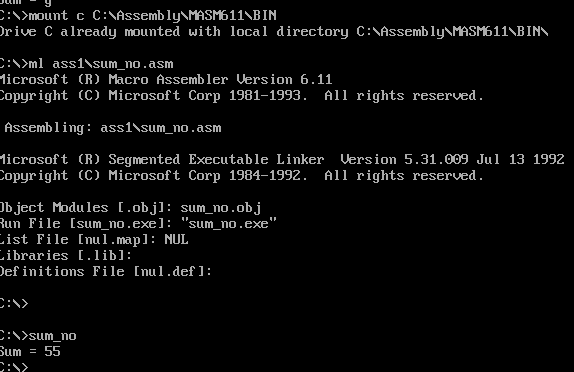 Sum = g
C:\>mount c C:\Assembly\MASM611\BIN
Drive C already mounted with local directory C:\Assembly\MASM611\BIN\
C:\>ml ass1\sum_no.asm
Microsoft (R) Macro Assembler Version 6.11
Copyright (C) Microsoft Corp 1981-1993.  All rights reserved.
Assembling: ass1\sum_no.asm
Microsoft (R) Segmented Executable Linker  Version 5.31.009 Jul 13 1992
Copyright (C) Microsoft Corp 1984-1992.  All rights reserved.
Object Modules [.obj]: sum_no.obj
Run File [sum_no.exe]: "sum_no.exe"
List File [nul.map]: NUL
Libraries [.lib]:
Definitions File [nul.def]:
C:\>
C:\>sum_no
Sum = 55
C:\>